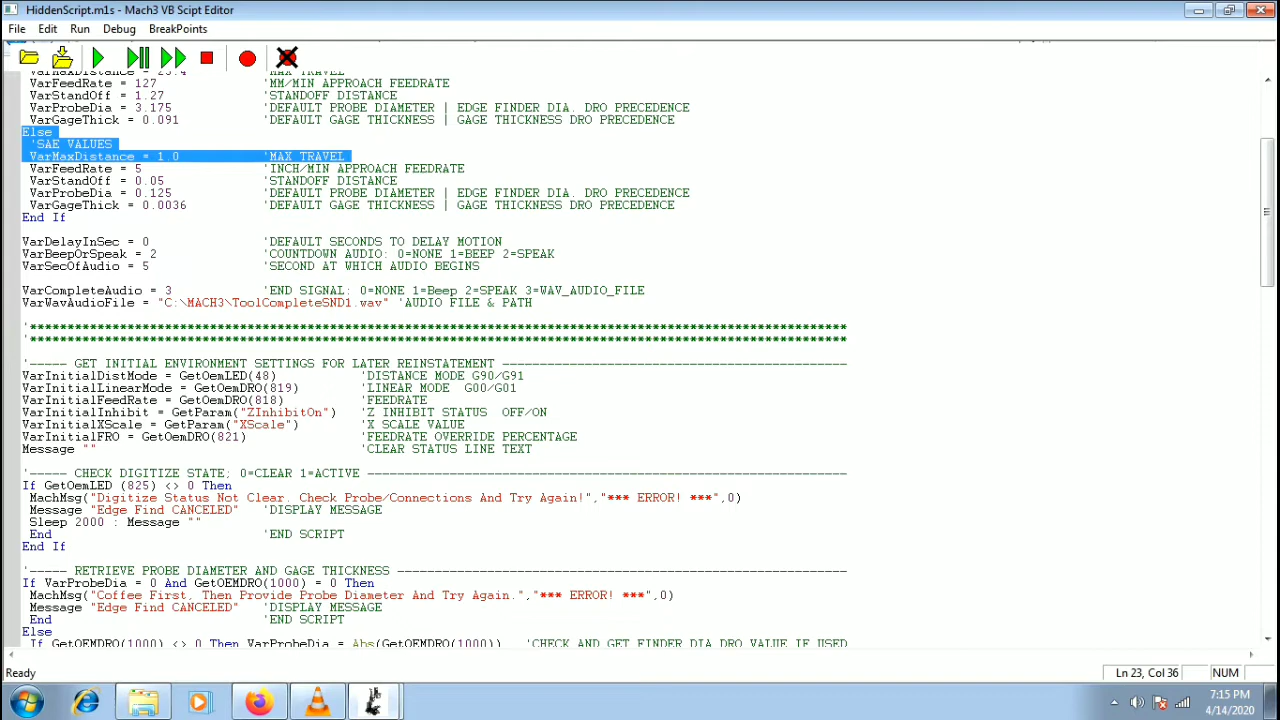 HiddenScript.m1s - Mach3 VB Scipt Editor
File Edit Run Debug BreakPoints
VarMaxDistance = 25.4 'MAX TRAVEL
VarFeedRate = 127 'MM/MIN APPROACH FEEDRATE
VarStandOff = 1.27 'STANDOFF DISTANCE
VarProbeDia = 3.175 'DEFAULT PROBE DIAMETER | EDGE FINDER DIA. DRO PRECEDENCE
VarGageThick = 0.091 'DEFAULT GAGE THICKNESS | GAGE THICKNESS DRO PRECEDENCE
Else
'SAE VALUES
VarMaxDistance = 1.0 'MAX TRAVEL
VarFeedRate = 5 'INCH/MIN APPROACH FEEDRATE
VarStandOff = 0.05 'STANDOFF DISTANCE
VarProbeDia = 0.125 'DEFAULT PROBE DIAMETER | EDGE FINDER DIA. DRO PRECEDENCE
VarGageThick = 0.0036 'DEFAULT GAGE THICKNESS | GAGE THICKNESS DRO PRECEDENCE
End If
VarDelayInSec = 0 'DEFAULT SECONDS TO DELAY MOTION
VarBeepOrSpeak = 2 'COUNTDOWN AUDIO: 0=NONE 1=BEEP 2=SPEAK
VarSecOfAudio = 5 'SECOND AT WHICH AUDIO BEGINS
VarCompleteAudio = 3 'END SIGNAL: 0=NONE 1=Beep 2=SPEAK 3=WAV_AUDIO_FILE
VarWavAudioFile = "C:\MACH3\ToolCompleteSND1.wav" 'AUDIO FILE & PATH
'*************************************************************************************************************
'*************************************************************************************************************
'----- GET INITIAL ENVIRONMENT SETTINGS FOR LATER REINSTATEMENT ----------------------------------------------
VarInitialDistMode = GetOemLED(48) 'DISTANCE MODE G90/G91
VarInitialLinearMode = GetOemDRO(819) 'LINEAR MODE G00/G01
VarInitialFeedRate = GetOemDRO(818) 'FEEDRATE
VarInitialInhibit = GetParam("ZInhibitOn") 'Z INHIBIT STATUS OFF/ON
VarInitialXScale = GetParam("XScale") 'X SCALE VALUE
VarInitialFRO = GetOemDRO(821) 'FEEDRATE OVERRIDE PERCENTAGE
Message "" 'CLEAR STATUS LINE TEXT
'----- CHECK DIGITIZE STATE; 0=CLEAR 1=ACTIVE ----------------------------------------------------------------
If GetOemLED (825) <> 0 Then
MachMsg("Digitize Status Not Clear. Check Probe/Connections And Try Again!","*** ERROR! ***",0)
Message "Edge Find CANCELED" 'DISPLAY MESSAGE
Sleep 2000 : Message ""
End 'END SCRIPT
End If
'----- RETRIEVE PROBE DIAMETER AND GAGE THICKNESS ------------------------------------------------------------
If VarProbeDia = 0 And GetOEMDRO(1000) = 0 Then
MachMsg("Coffee First, Then Provide Probe Diameter And Try Again.","*** ERROR! ***",0)
Message "Edge Find CANCELED" 'DISPLAY MESSAGE
End 'END SCRIPT
Else
If GetOEMDRO(1000) <> 0 Then VarProbeDia = Abs(GetOEMDRO(1000)) 'CHECK AND GET FINDER DIA DRO VALUE IF USED
Ready Ln 23, Col 36 NUM
7:15 PM
4/14/2020